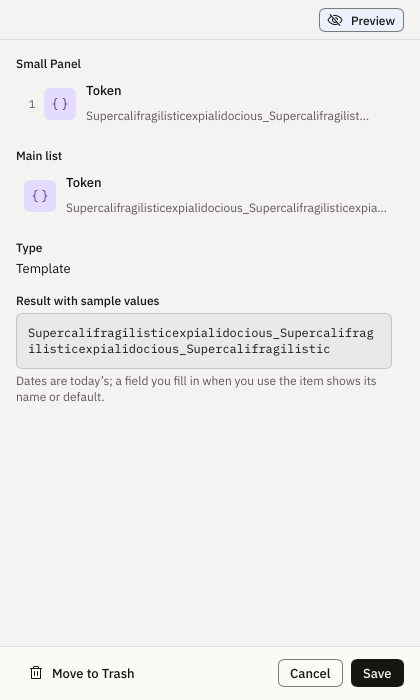 Preview
Small Panel
1
{ }
Token
Supercalifragilisticexpialidocious_Supercalifragilist...
Main list
{ }
Token
Supercalifragilisticexpialidocious_Supercalifragilisticexpia...
Type
Template
Result with sample values
Supercalifragilisticexpialidocious_Supercalifrag
ilisticexpialidocious_Supercalifragilistic
Dates are today's; a field you fill in when you use the item shows its
name or default.
Move to Trash
Cancel
Save